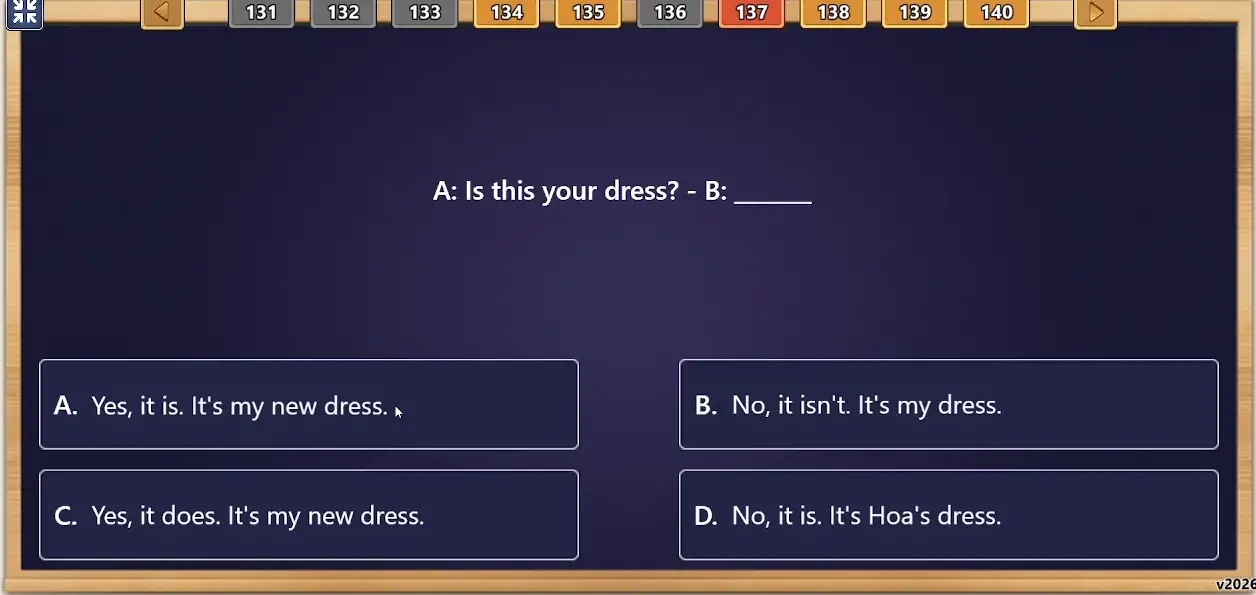 131 132 133 134 135 136 137 138 139 140
A: Is this your dress? - B: ______
A. Yes, it is. It's my new dress.
B. No, it isn't. It's my dress.
C. Yes, it does. It's my new dress.
D. No, it is. It's Hoa's dress.
v2026